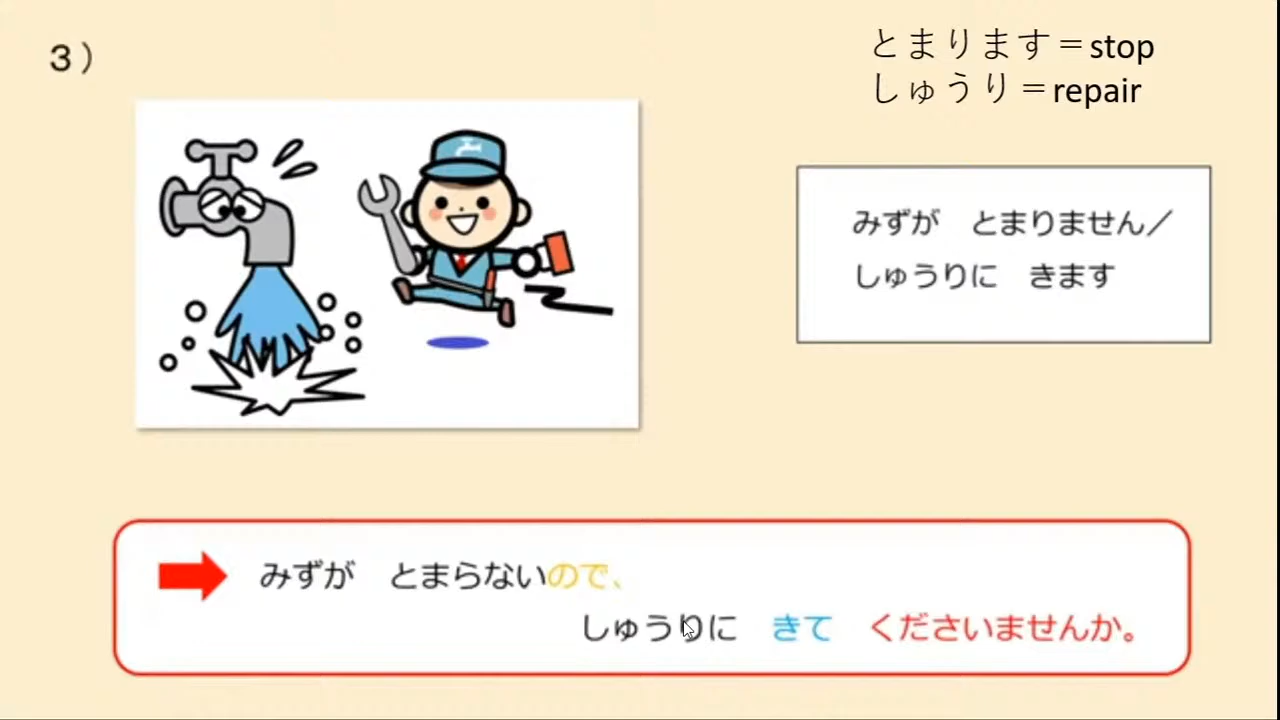 ３）
とまります＝stop
しゅうり＝repair
みずが　とまりません／
しゅうりに　きます
みずが　とまらないので、
しゅうりに　きて　くださいませんか。